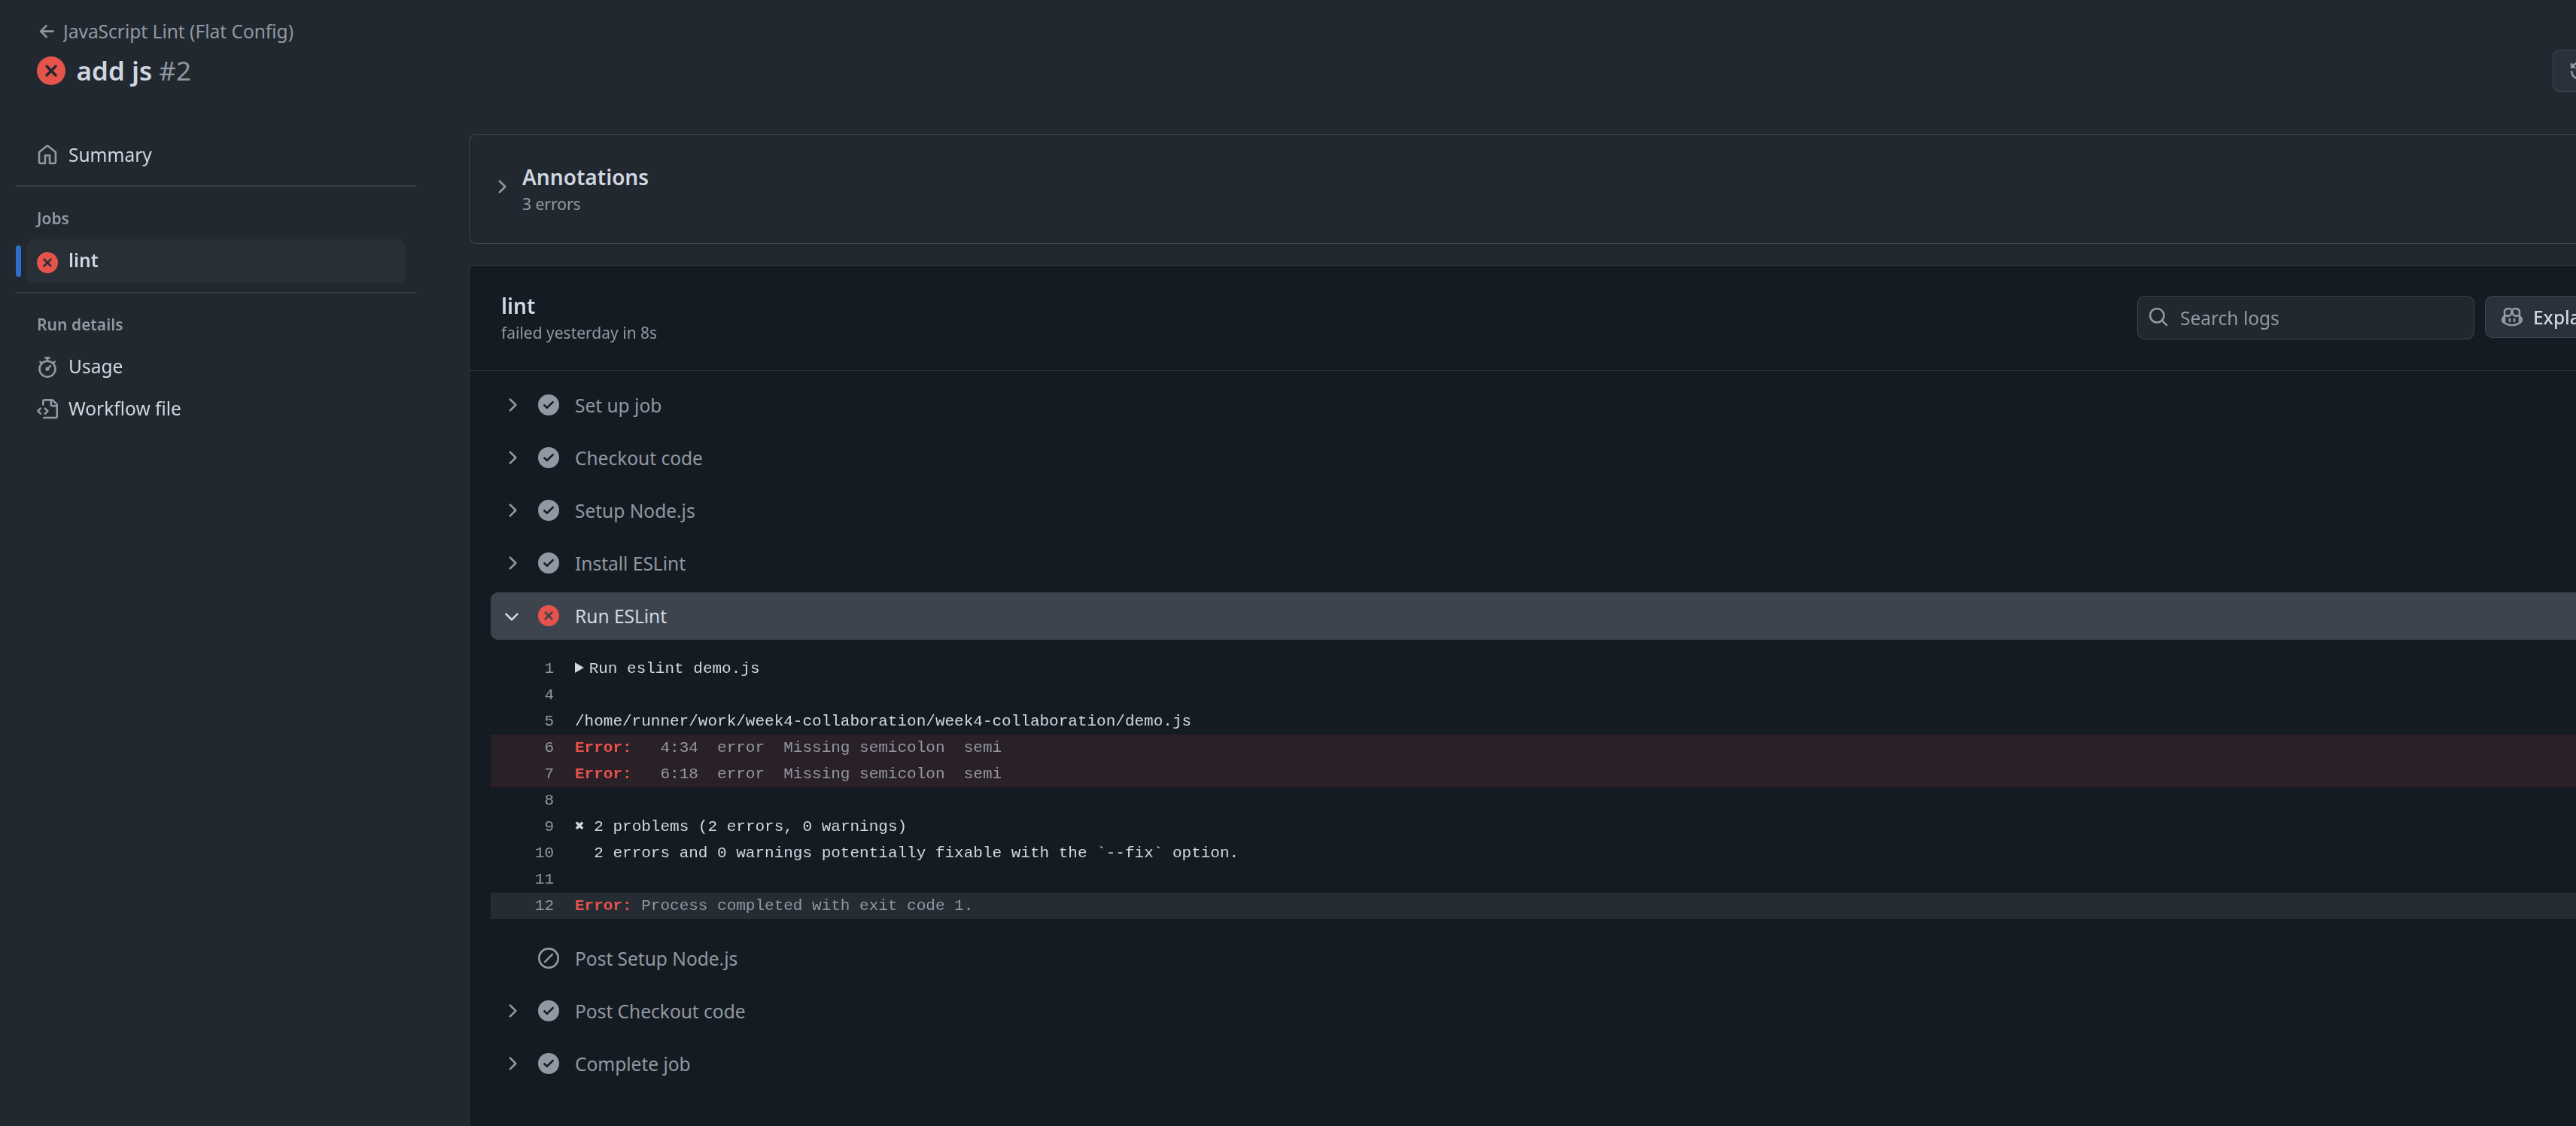 JavaScript Lint (Flat Config)
add js #2
Summary
Jobs
lint
Run details
Usage
Workflow file
Annotations
3 errors
lint
failed yesterday in 8s
Search logs
Expla
Set up job
Checkout code
Setup Node.js
Install ESLint
Run ESLint
1 Run eslint demo.js
4
5 /home/runner/work/week4-collaboration/week4-collaboration/demo.js
6 Error:   4:34  error  Missing semicolon  semi
7 Error:   6:18  error  Missing semicolon  semi
8
9 ✖ 2 problems (2 errors, 0 warnings)
10   2 errors and 0 warnings potentially fixable with the `--fix` option.
11
12 Error: Process completed with exit code 1.
Post Setup Node.js
Post Checkout code
Complete job